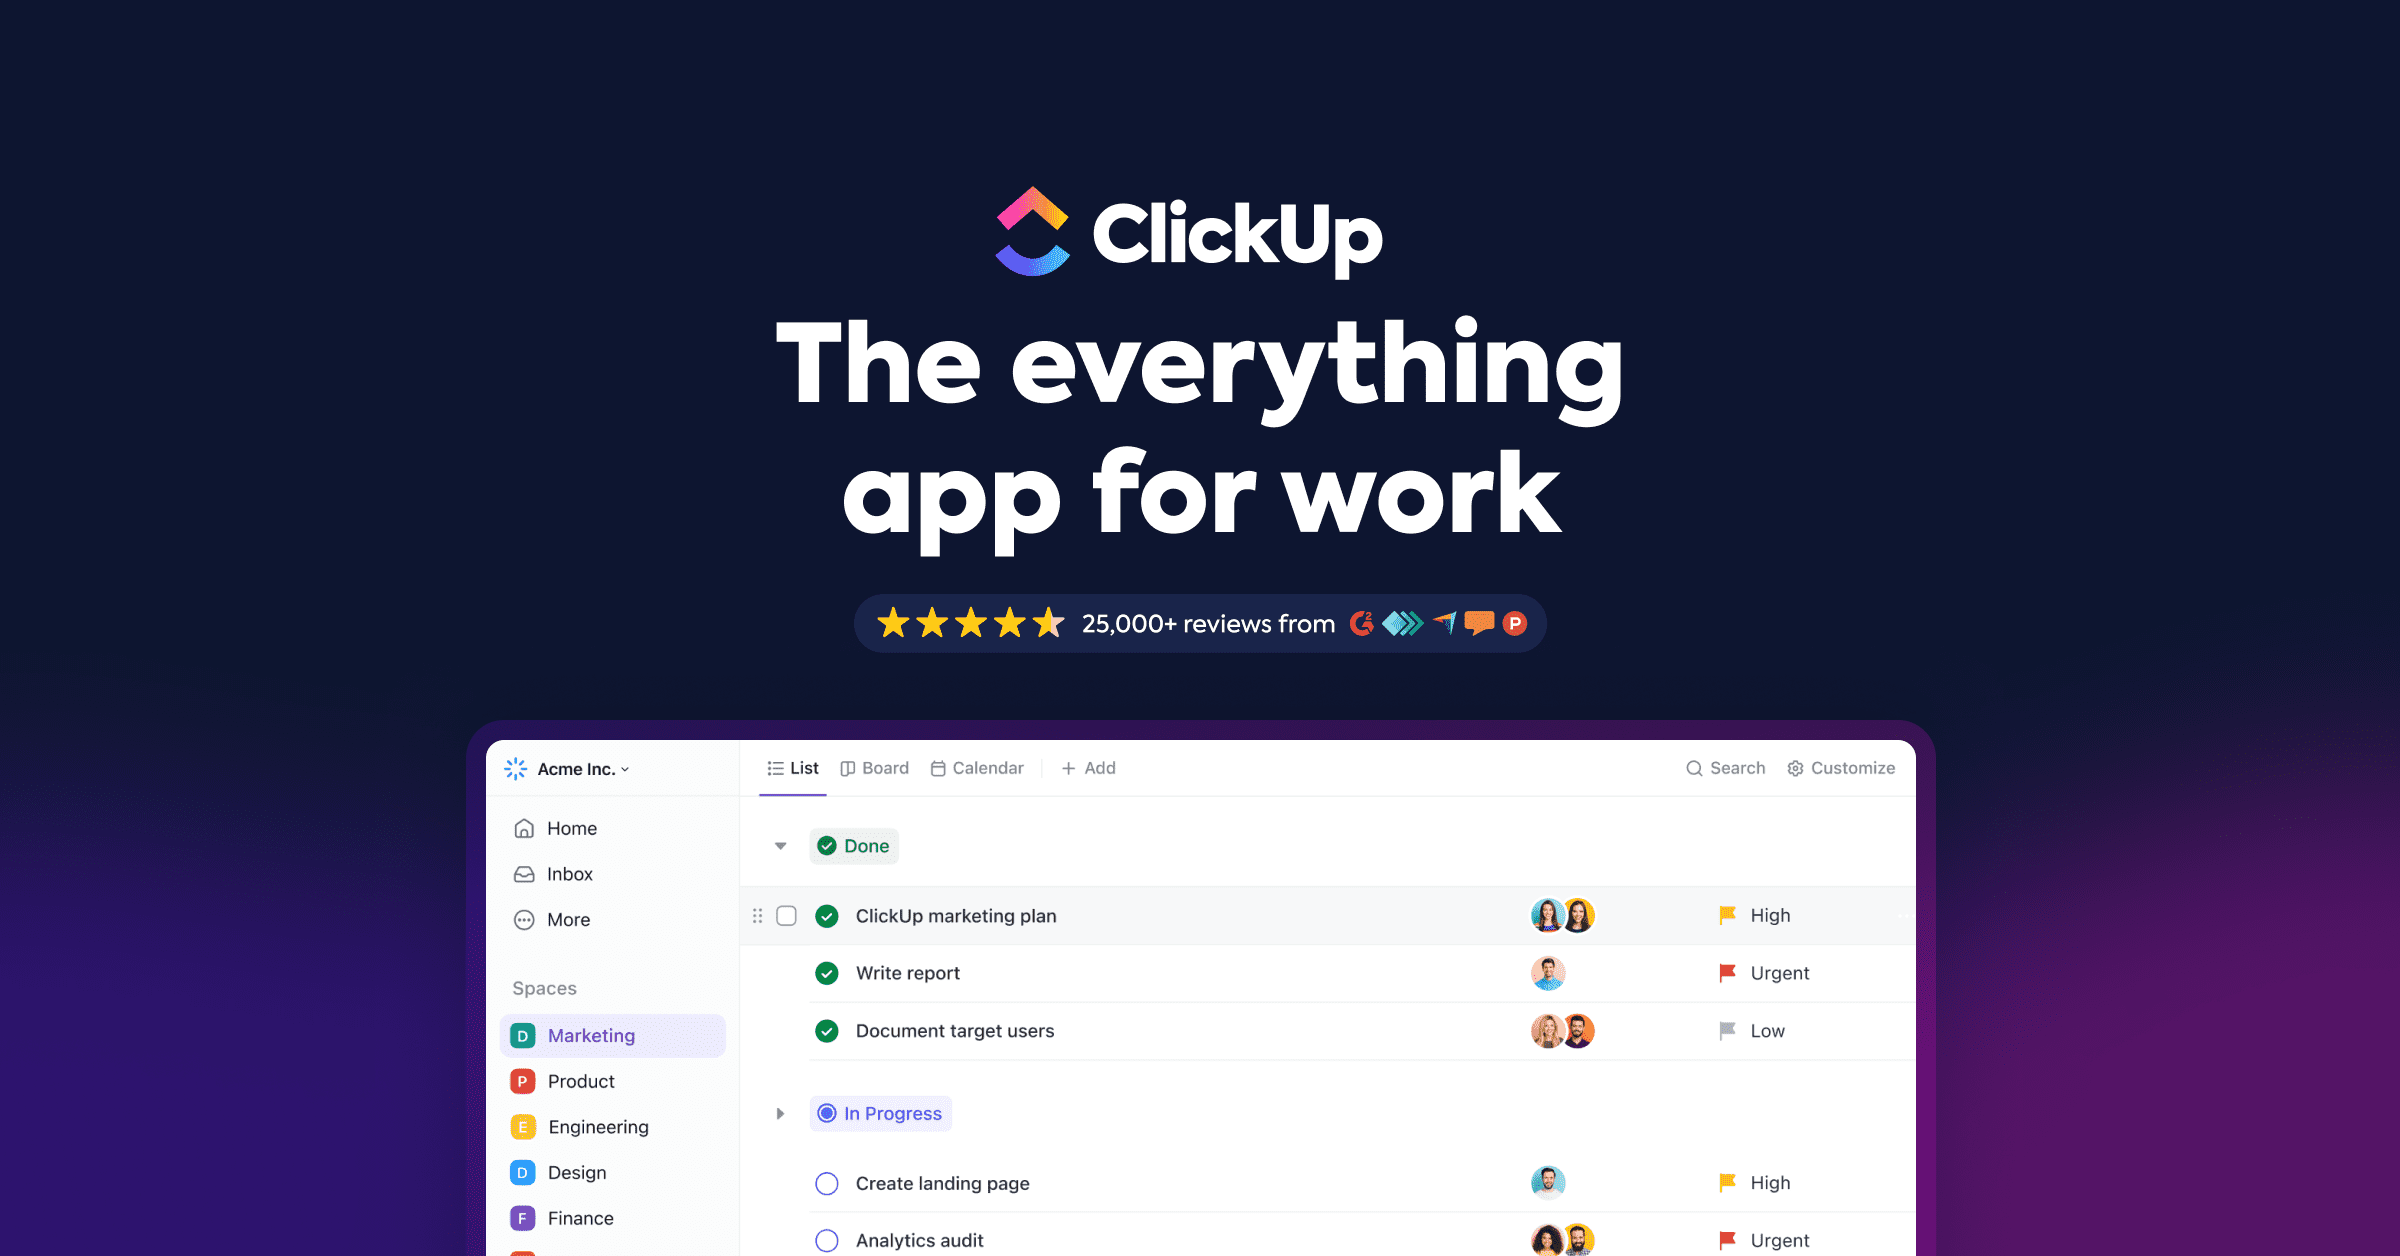 ClickUp
The everything
app for work
25,000+ reviews from G2 P
Acme Inc.
Home
Inbox
More
Spaces
D Marketing
P Product
E Engineering
D Design
F Finance
List Board Calendar + Add Search Customize
Done
ClickUp marketing plan High
Write report Urgent
Document target users Low
In Progress
Create landing page High
Analytics audit Urgent